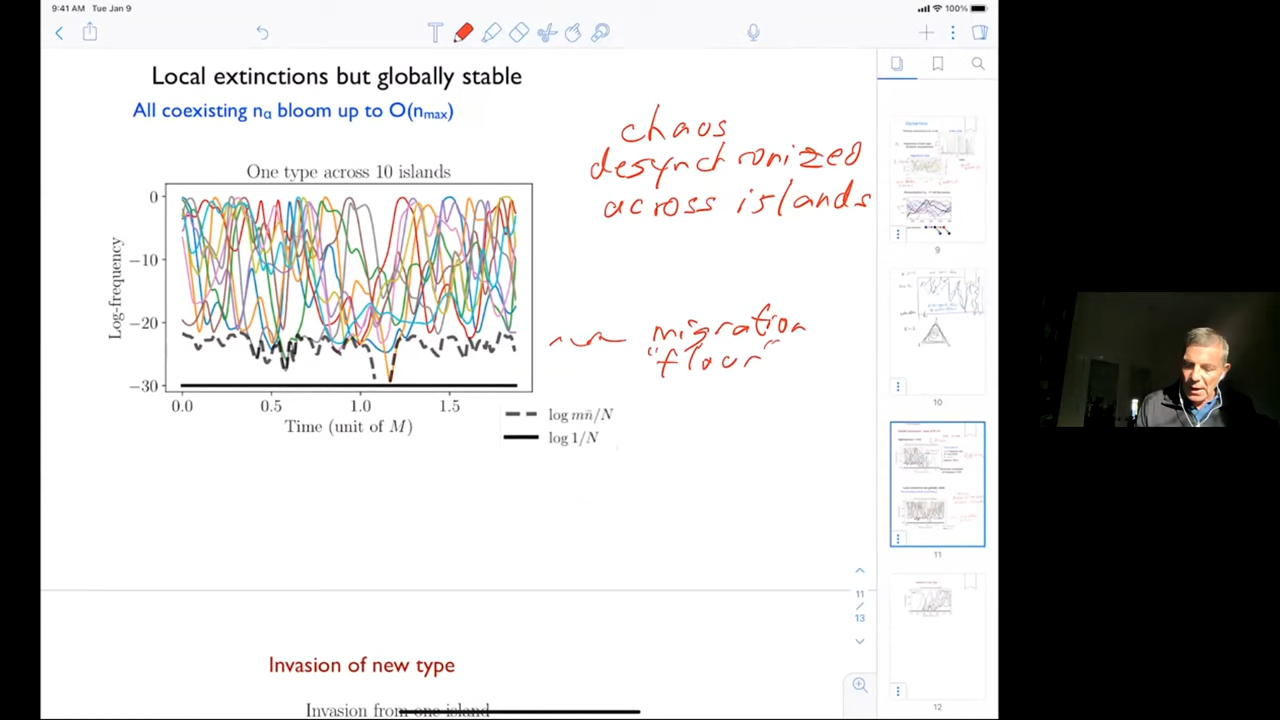 9:41 AM Tue Jan 9
100%
Local extinctions but globally stable
All coexisting nα bloom up to O(nmax)
chaos
desynchronized
across islands
One type across 10 islands
0
−10
−20
−30
Log-frequency
0.0 0.5 1.0 1.5
Time (unit of M)
migration
"floor"
log mn̄/N
log 1/N
11
/
13
Invasion of new type
Invasion from one island
9
10
11
12